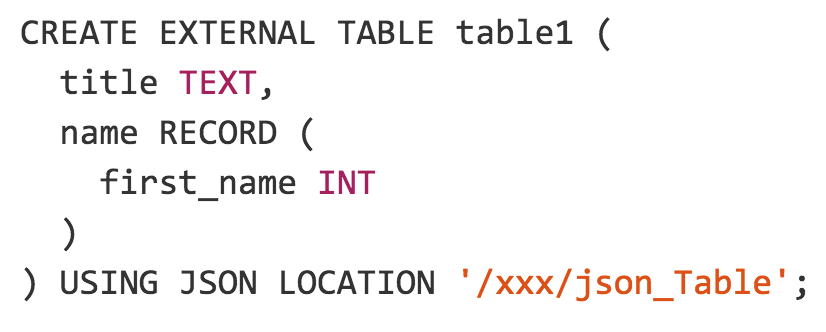 CREATE EXTERNAL TABLE table1 (
  title TEXT,
  name RECORD (
    first_name INT
  )
) USING JSON LOCATION '/xxx/json_Table';